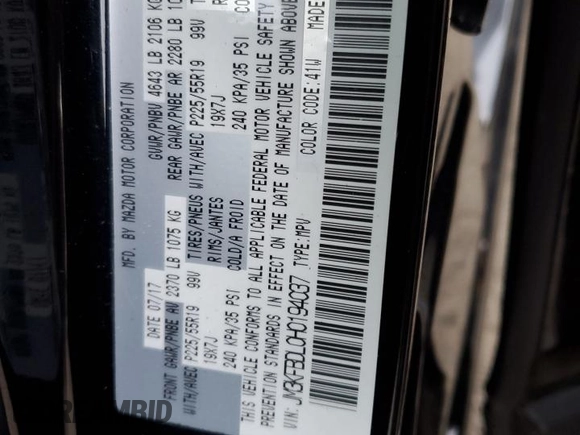 MFD. BY MAZDA MOTOR CORPORATION
DATE 07/17 GVWR/PNBV 4643 LB 2106 KG
FRONT GAWR/PNBE AV 2370 LB 1075 KG REAR GAWR/PNBE AR 2280 LB
WITH/AVEC P225/55R19 99V TIRES/PNEUS WITH/AVEC P225/55R19 99V
19X7J RIMS/JANTES 19X7J
240 KPA/35 PSI COLD/A FROID 240 KPA/35 PSI
THIS VEHICLE CONFORMS TO ALL APPLICABLE FEDERAL MOTOR VEHICLE SAFETY
PREVENTION STANDARDS IN EFFECT ON THE DATE OF MANUFACTURE SHOWN ABOVE
VIN: JM3KFBDL0H0194037 TYPE:MPV COLOR CODE:41W MADE